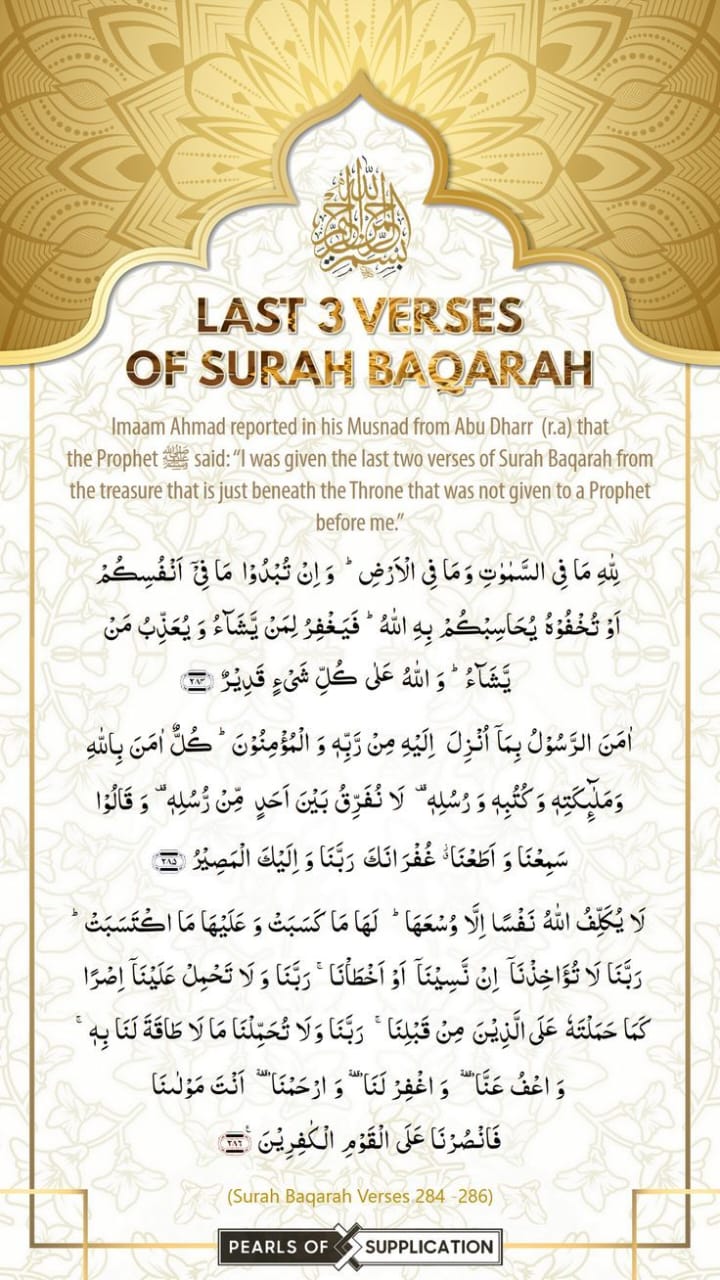 بسم الله الرحمن الرحيم
LAST 3 VERSES
OF SURAH BAQARAH
Imaam Ahmad reported in his Musnad from Abu Dharr (r.a) that
the Prophet ﷺ said: “I was given the last two verses of Surah Baqarah from
the treasure that is just beneath the Throne that was not given to a Prophet
before me.”
لِلّٰهِ مَا فِى السَّمٰوٰتِ وَمَا فِى الْاَرْضِ ؕ وَ اِنْ تُبْدُوْا مَا فِىْۤ اَنْفُسِكُمْ
اَوْ تُخْفُوْهُ يُحَاسِبْكُمْ بِهِ اللّٰهُ ؕ فَيَغْفِرُ لِمَنْ يَّشَآءُ وَ يُعَذِّبُ مَنْ
يَّشَآءُ ؕ وَ اللّٰهُ عَلٰى كُلِّ شَىْءٍ قَدِيْرٌ ﴿۲۸۴﴾
اٰمَنَ الرَّسُوْلُ بِمَاۤ اُنْزِلَ اِلَيْهِ مِنْ رَّبِّهٖ وَ الْمُؤْمِنُوْنَ ؕ كُلٌّ اٰمَنَ بِاللّٰهِ
وَمَلٰٓئِكَتِهٖ وَ كُتُبِهٖ وَ رُسُلِهٖ ۟ لَا نُفَرِّقُ بَيْنَ اَحَدٍ مِّنْ رُّسُلِهٖ ۟ وَ قَالُوْا
سَمِعْنَا وَ اَطَعْنَا ٭۫ غُفْرَانَكَ رَبَّنَا وَ اِلَيْكَ الْمَصِيْرُ ﴿۲۸۵﴾
لَا يُكَلِّفُ اللّٰهُ نَفْسًا اِلَّا وُسْعَهَا ؕ لَهَا مَا كَسَبَتْ وَ عَلَيْهَا مَا اكْتَسَبَتْ ؕ
رَبَّنَا لَا تُؤَاخِذْنَاۤ اِنْ نَّسِيْنَاۤ اَوْ اَخْطَاْنَا ۚ رَبَّنَا وَ لَا تَحْمِلْ عَلَيْنَاۤ اِصْرًا
كَمَا حَمَلْتَهٗ عَلَى الَّذِيْنَ مِنْ قَبْلِنَا ۚ رَبَّنَا وَلَا تُحَمِّلْنَا مَا لَا طَاقَةَ لَنَا بِهٖ ۚ
وَ اعْفُ عَنَّا ۥ وَ اغْفِرْ لَنَا ۥ وَ ارْحَمْنَا ۥ اَنْتَ مَوْلٰىنَا
فَانْصُرْنَا عَلَى الْقَوْمِ الْكٰفِرِيْنَ ﴿۲۸۶﴾
(Surah Baqarah Verses 284 -286)
PEARLS OF SUPPLICATION